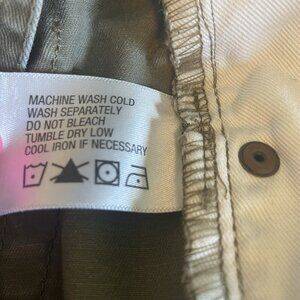 MACHINE WASH COLD
WASH SEPARATELY
DO NOT BLEACH
TUMBLE DRY LOW
COOL IRON IF NECESSARY